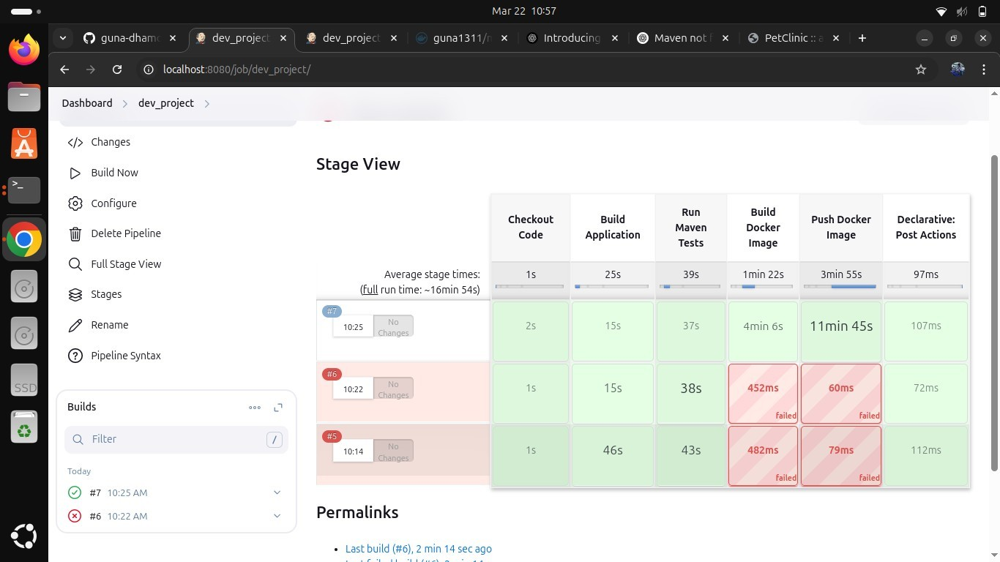 Mar 22 10:57
guna-dhamo
dev_project
dev_project
guna1311/n
Introducing
Maven not f
PetClinic :: a
localhost:8080/job/dev_project/
Dashboard
dev_project
Changes
Build Now
Configure
Delete Pipeline
Full Stage View
Stages
Rename
Pipeline Syntax
Builds
Filter
/
Today
#7 10:25 AM
#6 10:22 AM
SSD
Stage View
Checkout
Code
Build
Application
Run
Maven
Tests
Build
Docker
Image
Push Docker
Image
Declarative:
Post Actions
Average stage times:
(full run time: ~16min 54s)
1s
25s
39s
1min 22s
3min 55s
97ms
#7
10:25
No
Changes
2s
15s
37s
4min 6s
11min 45s
107ms
#6
10:22
No
Changes
1s
15s
38s
452ms
failed
60ms
failed
72ms
#5
10:14
No
Changes
1s
46s
43s
482ms
failed
79ms
failed
112ms
Permalinks
Last build (#6), 2 min 14 sec ago